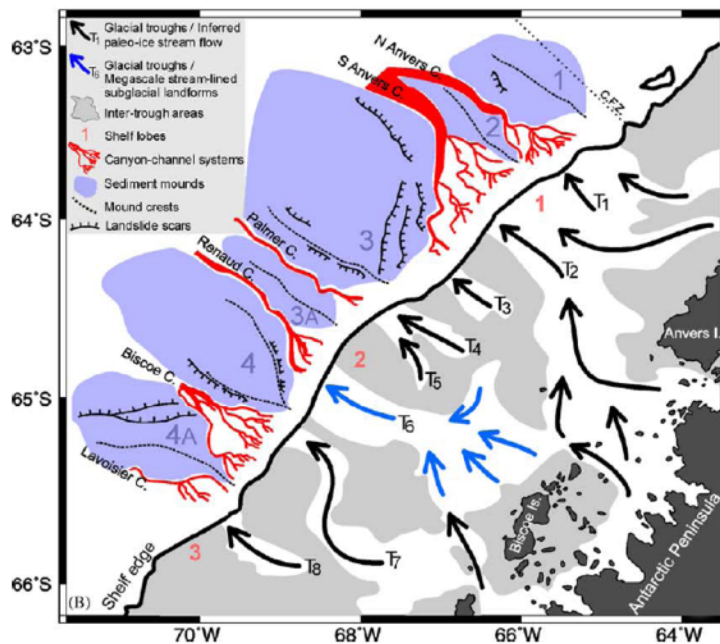 63°S
64°S
65°S
66°S
70°W
68°W
66°W
64°W
T₁ Glacial troughs / Inferred
paleo-ice stream flow
T₆ Glacial troughs /
Megascale stream-lined
subglacial landforms
Inter-trough areas
1 Shelf lobes
Canyon-channel systems
Sediment mounds
Mound crests
Landslide scars
N Anvers C.
S Anvers C.
C.F.Z.
1
2
3
3A
4
4A
Palmer C.
Renaud C.
Biscoe C.
Lavoisier C.
1
2
3
T₁
T₂
T₃
T₄
T₅
T₆
T₇
T₈
Anvers I.
Biscoe Is.
Antarctic Peninsula
Shelf edge
(B)